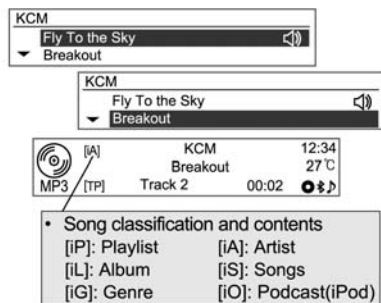 KCM
Fly To the Sky
Breakout
KCM
Fly To the Sky
Breakout
[iA] KCM 12:34
Breakout 27℃
MP3 [TP] Track 2 00:02
• Song classification and contents
[iP]: Playlist [iA]: Artist
[iL]: Album [iS]: Songs
[iG]: Genre [iO]: Podcast(iPod)